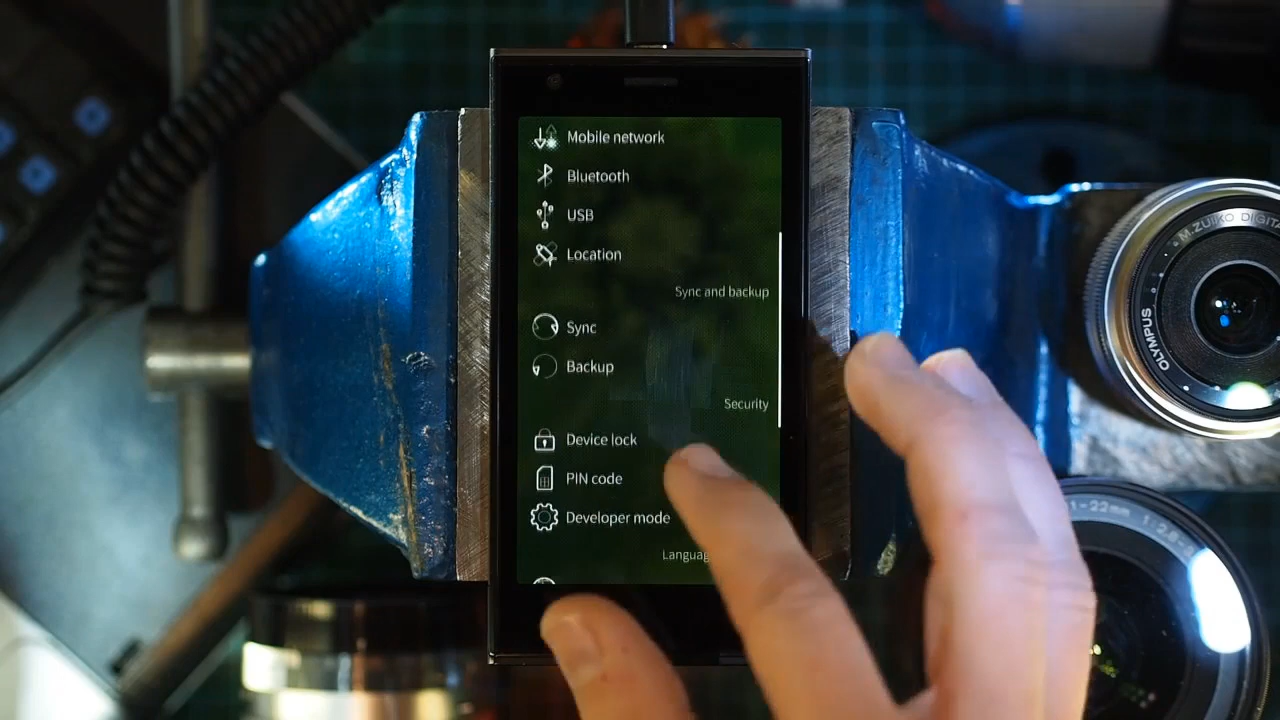 Mobile network
Bluetooth
USB
Location
Sync and backup
Sync
Backup
Security
Device lock
PIN code
Developer mode
M.ZUIKO DIGITA
OLYMPUS